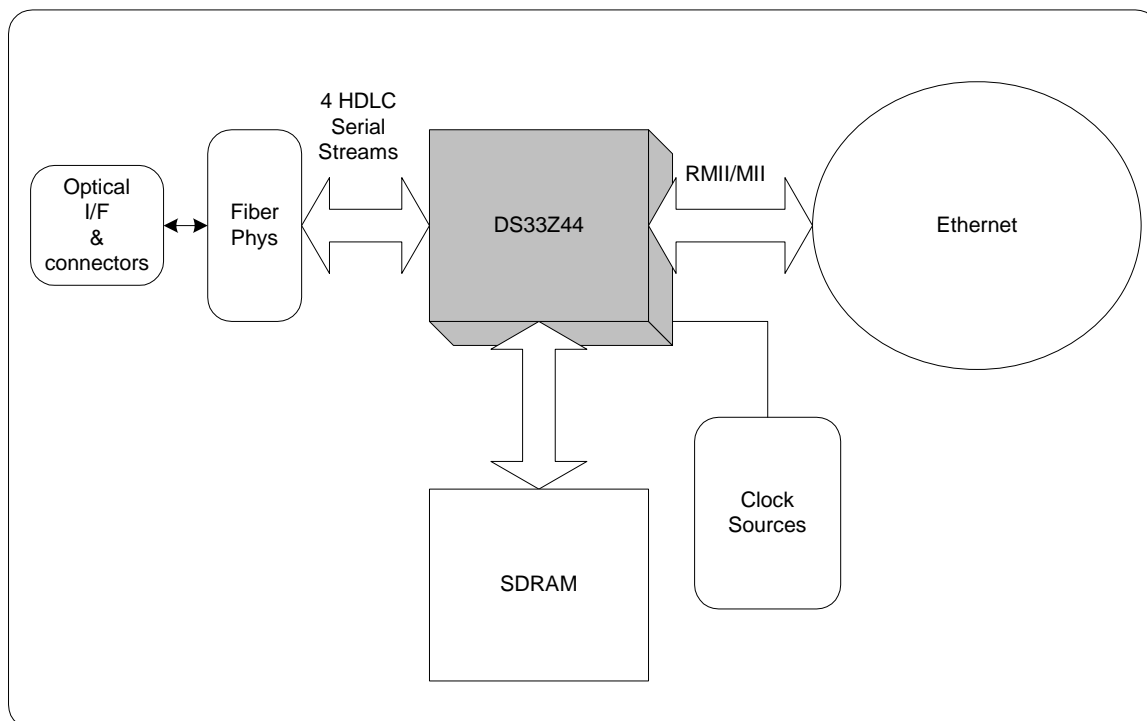 4 HDLC
Serial
Streams
Optical
I/F
&
connectors
Fiber
Phys
DS33Z44
RMII/MII
Ethernet
Clock
Sources
SDRAM